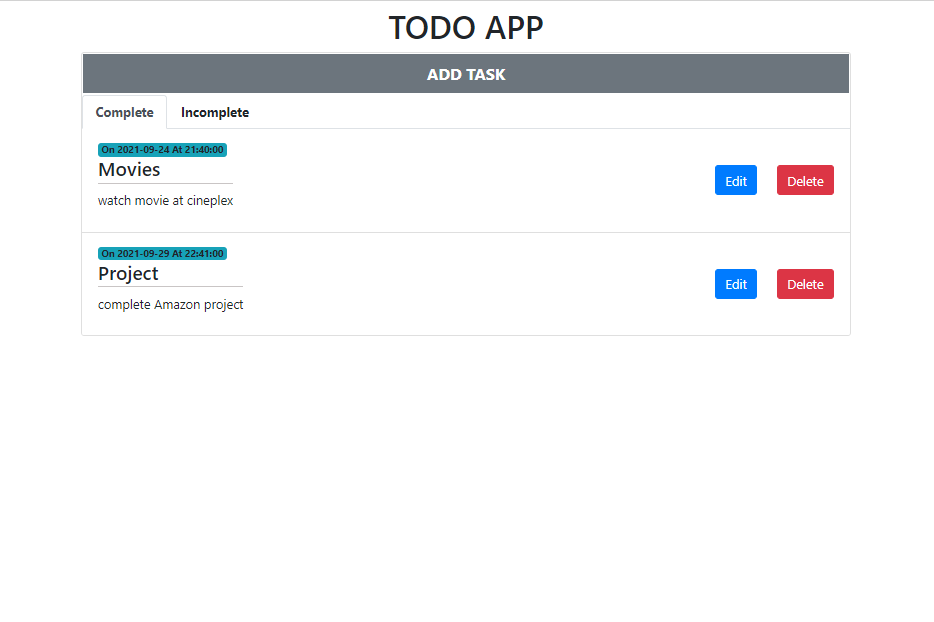 TODO APP
ADD TASK
Complete Incomplete
On 2021-09-24 At 21:40:00
Movies
watch movie at cineplex
Edit Delete
On 2021-09-29 At 22:41:00
Project
complete Amazon project
Edit Delete